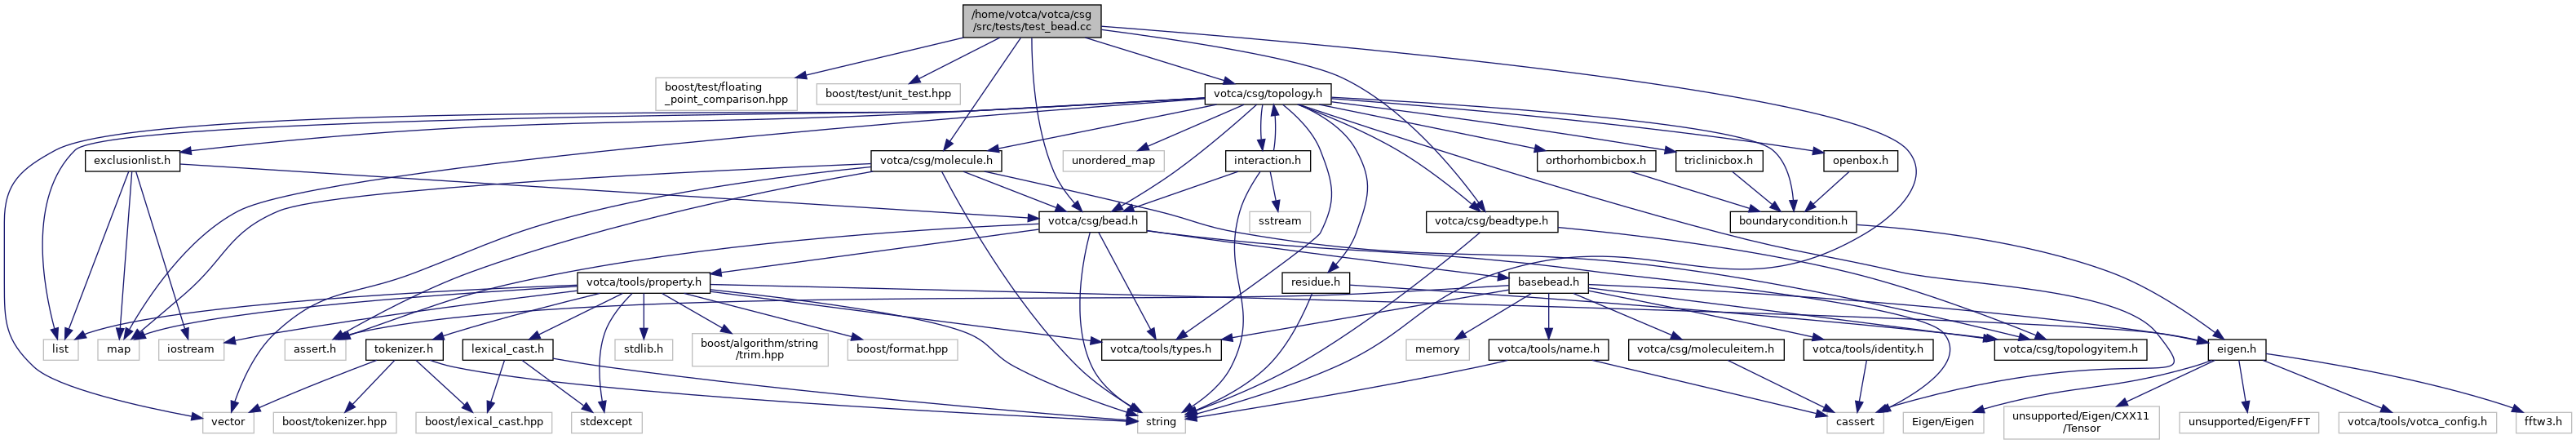 /home/votca/votca/csg
/src/tests/test_bead.cc
boost/test/floating
_point_comparison.hpp
boost/test/unit_test.hpp
votca/csg/topology.h
exclusionlist.h
votca/csg/molecule.h
unordered_map
interaction.h
orthorhombicbox.h
triclinicbox.h
openbox.h
votca/csg/bead.h
sstream
votca/csg/beadtype.h
boundarycondition.h
votca/tools/property.h
residue.h
basebead.h
list
map
iostream
assert.h
tokenizer.h
lexical_cast.h
stdlib.h
boost/algorithm/string
/trim.hpp
boost/format.hpp
votca/tools/types.h
memory
votca/tools/name.h
votca/csg/moleculeitem.h
votca/tools/identity.h
votca/csg/topologyitem.h
eigen.h
vector
boost/tokenizer.hpp
boost/lexical_cast.hpp
stdexcept
string
cassert
Eigen/Eigen
unsupported/Eigen/CXX11
/Tensor
unsupported/Eigen/FFT
votca/tools/votca_config.h
fftw3.h